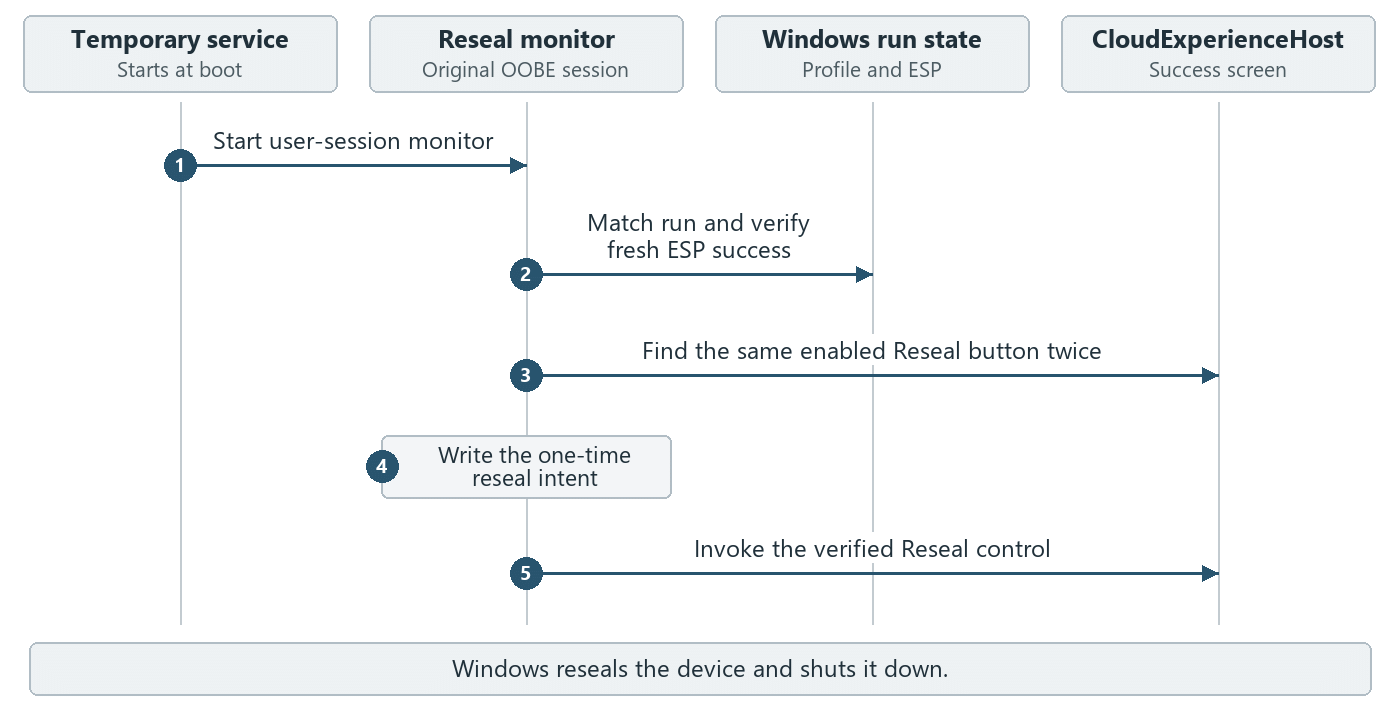 Temporary service
Starts at boot
Reseal monitor
Original OOBE session
Windows run state
Profile and ESP
CloudExperienceHost
Success screen
Start user-session monitor
1
Match run and verify
fresh ESP success
2
Find the same enabled Reseal button twice
3
Write the one-time
reseal intent
4
Invoke the verified Reseal control
5
Windows reseals the device and shuts it down.